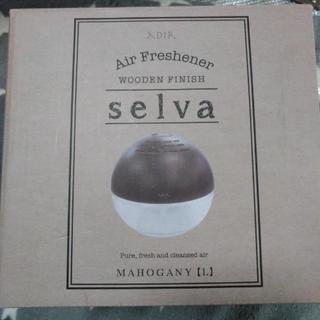 ADIR
Air Freshener
WOODEN FINISH
selva
Pure, fresh and cleansed air
MAHOGANY【L】